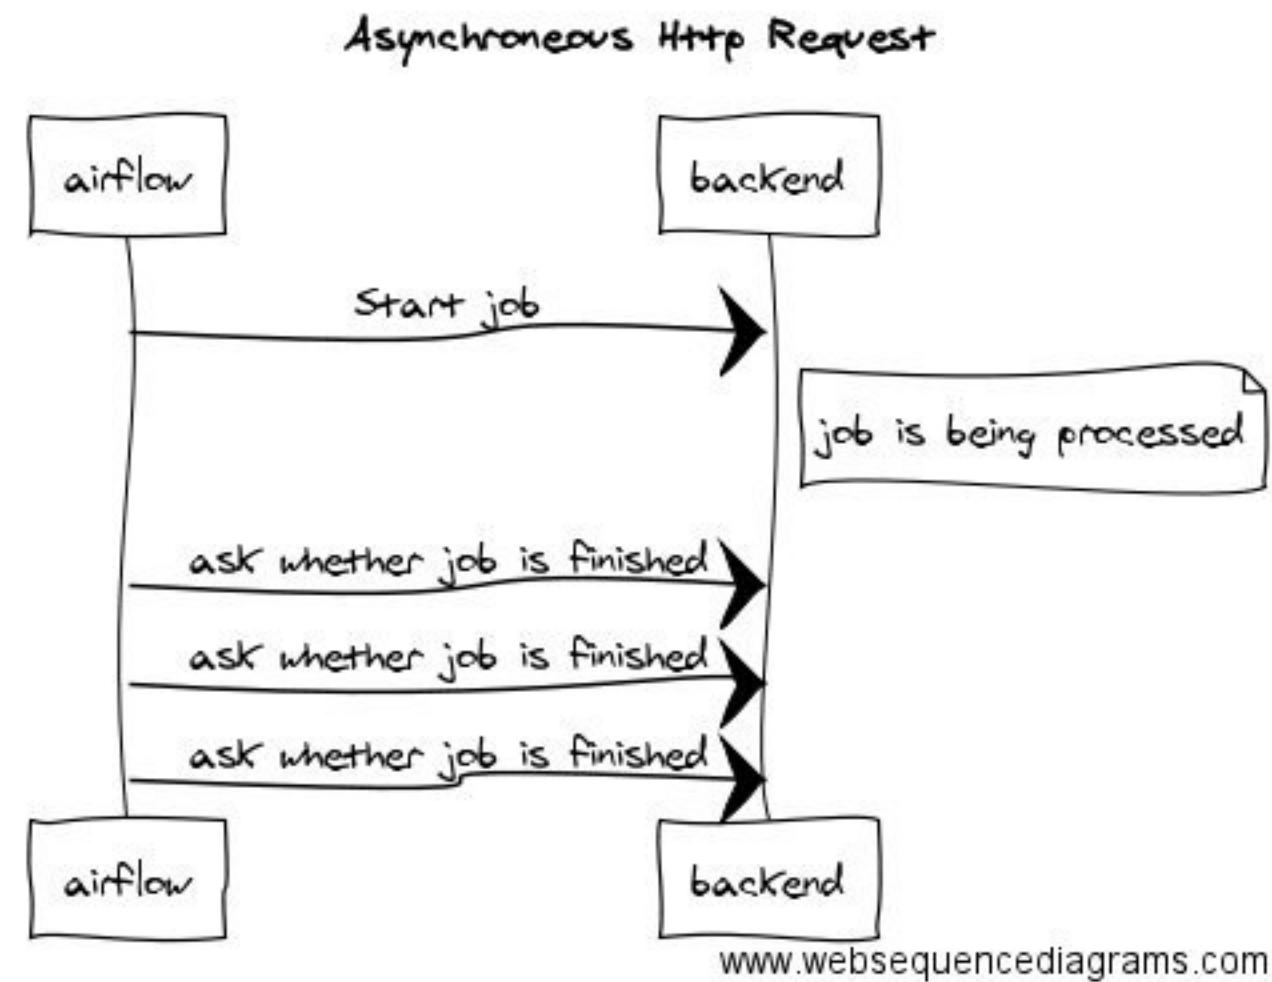 Asynchroneous Http Request
airflow
backend
Start job
job is being processed
ask whether job is finished
ask whether job is finished
ask whether job is finished
airflow
backend
www.websequencediagrams.com